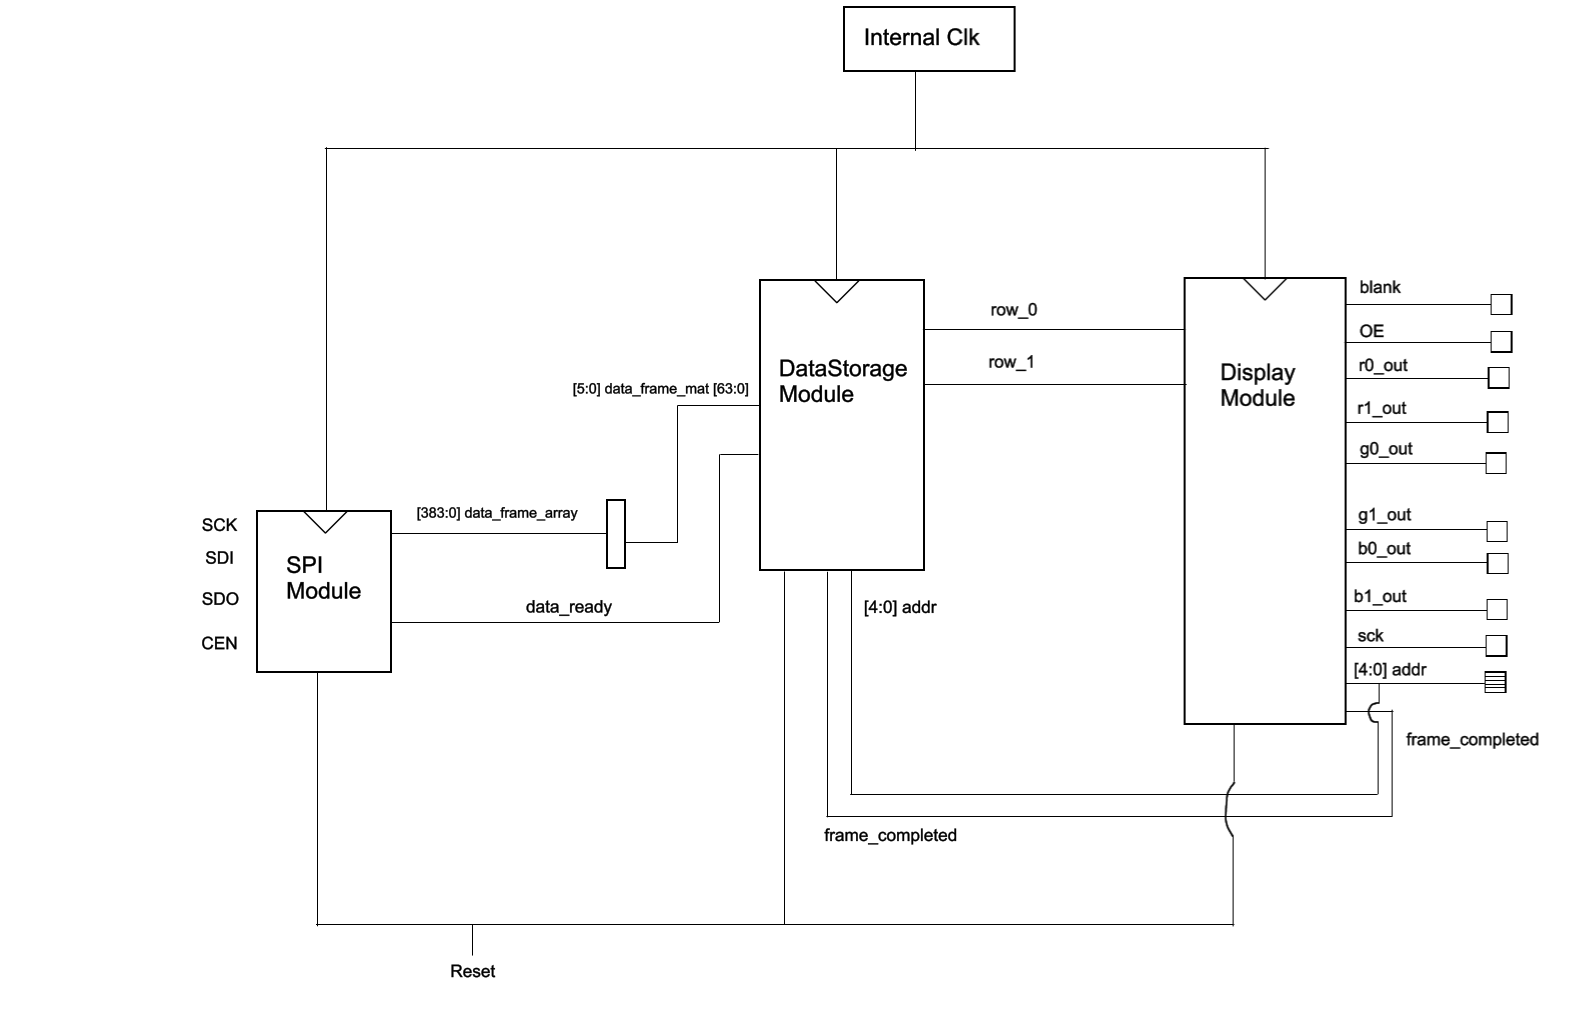 Internal Clk
row_0
row_1
DataStorage
Module
[5:0] data_frame_mat [63:0]
Display
Module
blank
OE
r0_out
r1_out
g0_out
g1_out
b0_out
b1_out
sck
[4:0] addr
frame_completed
SCK
SDI
SDO
CEN
SPI
Module
[383:0] data_frame_array
data_ready
[4:0] addr
frame_completed
Reset